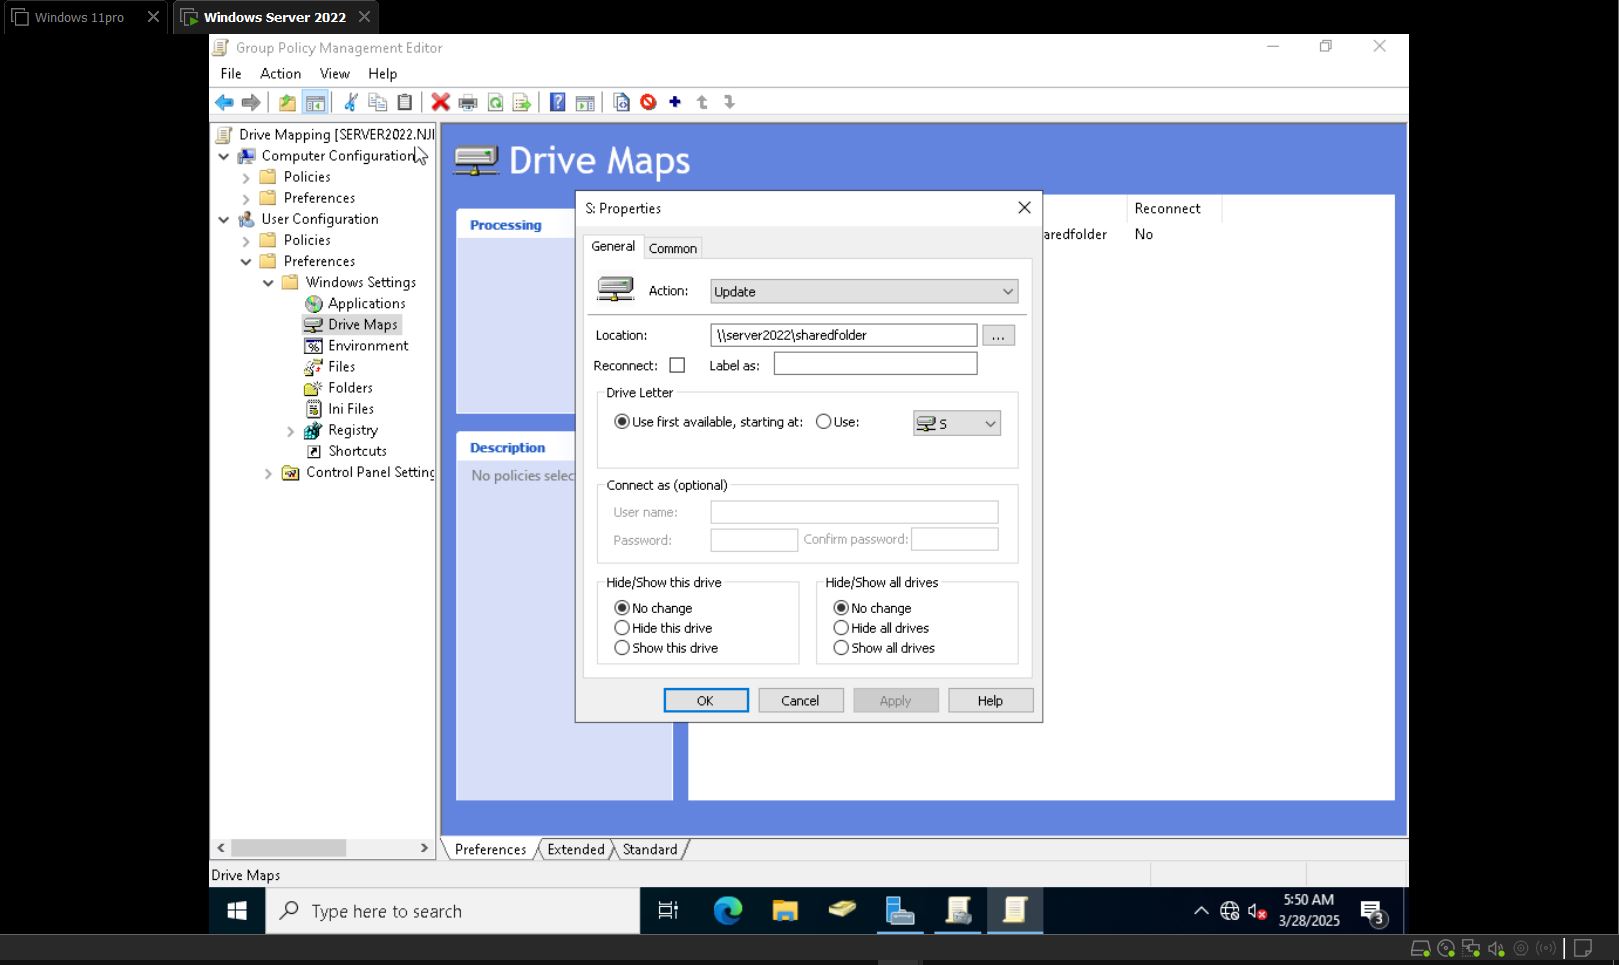 Windows 11pro
Windows Server 2022
Group Policy Management Editor
File Action View Help
Drive Mapping [SERVER2022.NJI
Computer Configuration
Policies
Preferences
User Configuration
Policies
Preferences
Windows Settings
Applications
Drive Maps
Environment
Files
Folders
Ini Files
Registry
Shortcuts
Control Panel Setting
Drive Maps
Processing
Description
No policies selec
Reconnect
aredfolder No
S: Properties
General Common
Action: Update
Location: \\server2022\sharedfolder ...
Reconnect: Label as:
Drive Letter
Use first available, starting at: Use: S
Connect as (optional)
User name:
Password: Confirm password:
Hide/Show this drive
No change
Hide this drive
Show this drive
Hide/Show all drives
No change
Hide all drives
Show all drives
OK Cancel Apply Help
Preferences Extended Standard
Drive Maps
Type here to search
5:50 AM
3/28/2025
3